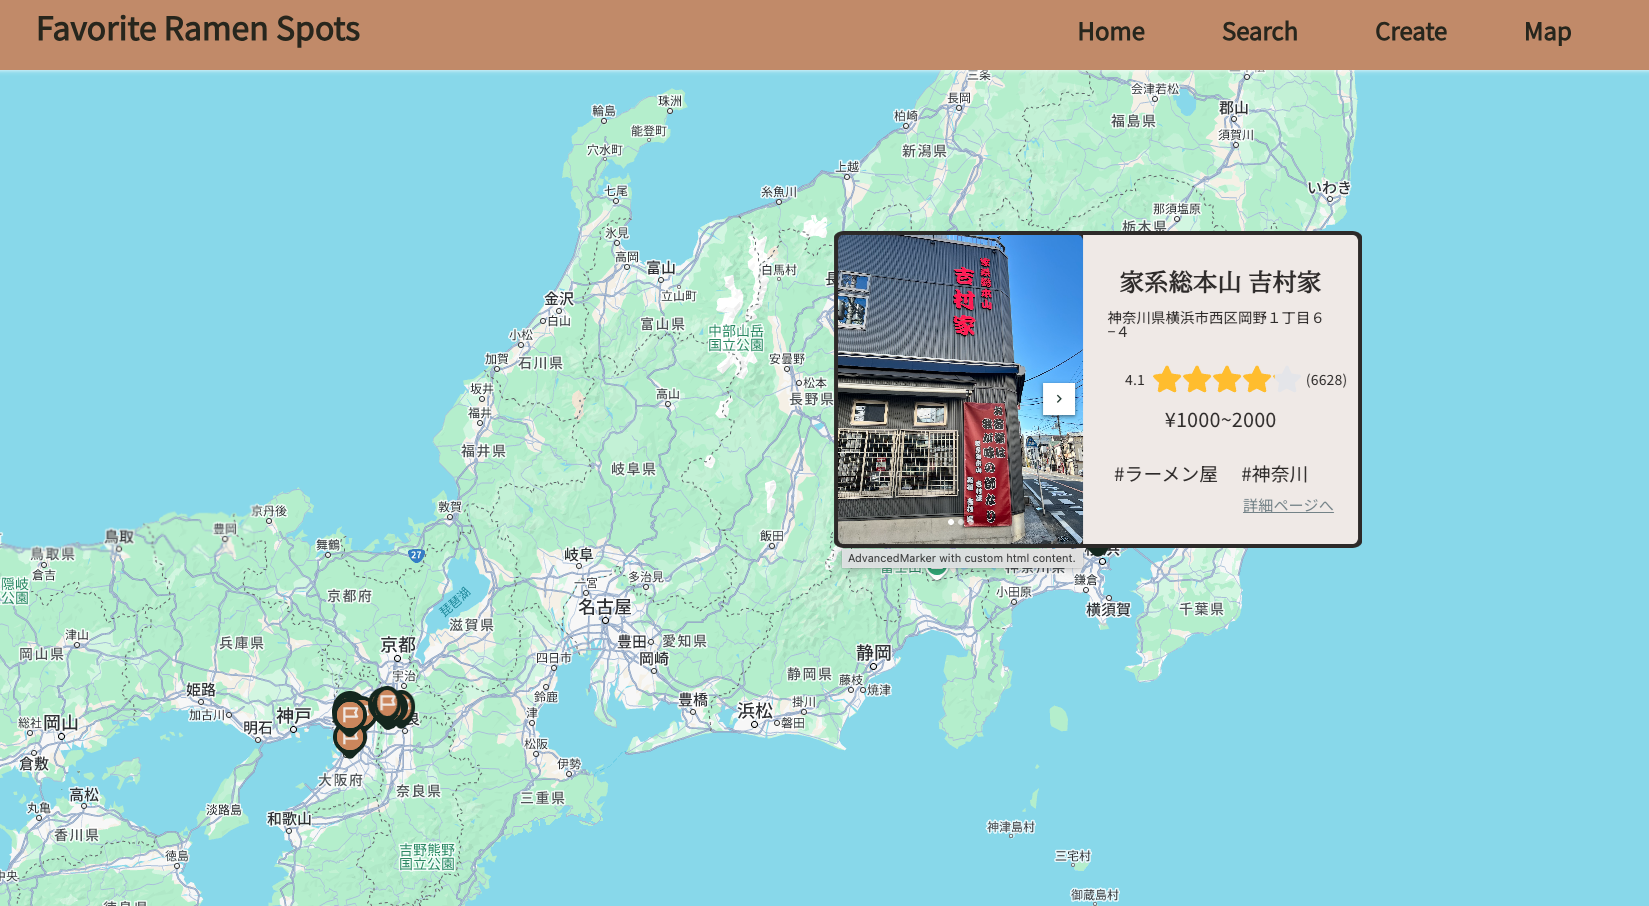 Favorite Ramen Spots
Home
Search
Create
Map
三条
珠洲
輪島
長岡
会津若松
郡山
能登町
柏崎
福島県
須賀川
穴水町
新潟県
上越
七尾
糸魚川
いわき
那須塩原
栃木県
氷見
高岡
富山
白馬村
長
金沢
立山町
白山
小松
富山県
中部山岳
国立公園
加賀
石川県
安曇野
坂井
高山
松本
長野県
福井
福井県
岐阜県
家系総本山
吉村家
家系総本山 吉村家
神奈川県横浜市西区岡野１丁目６
−４
4.1
(6628)
¥1000~2000
#ラーメン屋
#神奈川
詳細ページへ
AdvancedMarker with custom html content.
京丹後
敦賀
豊岡
鳥取
舞鶴
27
飯田
鳥取県
倉吉
岐阜
一宮
多治見
富士山
神奈川県
鎌倉
隠岐
公園
京都府
琵琶湖
名古屋
小田原
横須賀
千葉県
津山
滋賀県
岡山県
兵庫県
京都
豊田
愛知県
岡崎
静岡
四日市
宇治
静岡県
姫路
鈴鹿
豊橋
掛川
藤枝
焼津
加古川
神戸
良
浜松
磐田
総社
岡山
明石
津
倉敷
松阪
大阪府
伊勢
奈良県
三重県
高松
丸亀
淡路島
和歌山
香川県
神津島村
徳島
吉野熊野
国立公園
三宅村
中央
御蔵島村
徳島県